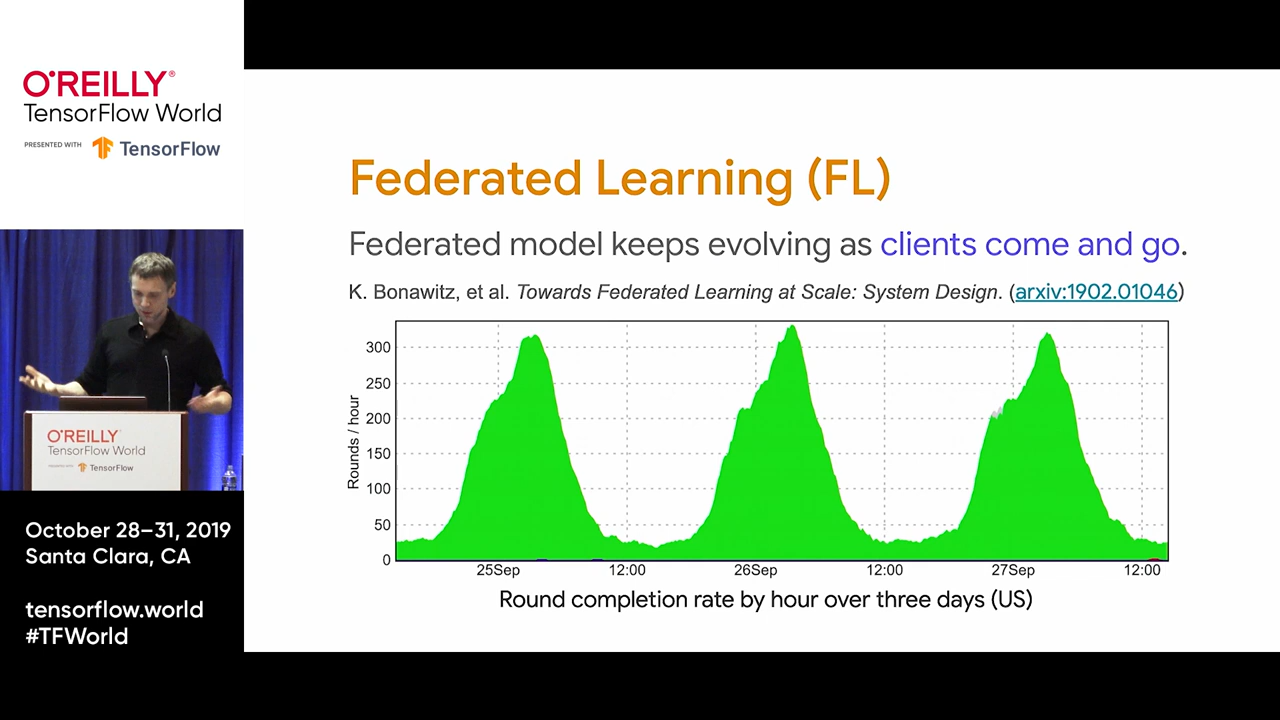 O'REILLY®
TensorFlow World
PRESENTED WITH TensorFlow
O'REILLY
TensorFlow World
TensorFlow
October 28–31, 2019
Santa Clara, CA
tensorflow.world
#TFWorld
Federated Learning (FL)
Federated model keeps evolving as clients come and go.
K. Bonawitz, et al. Towards Federated Learning at Scale: System Design. (arxiv:1902.01046)
Rounds / hour
300
250
200
150
100
50
0
25Sep 12:00 26Sep 12:00 27Sep 12:00
Round completion rate by hour over three days (US)